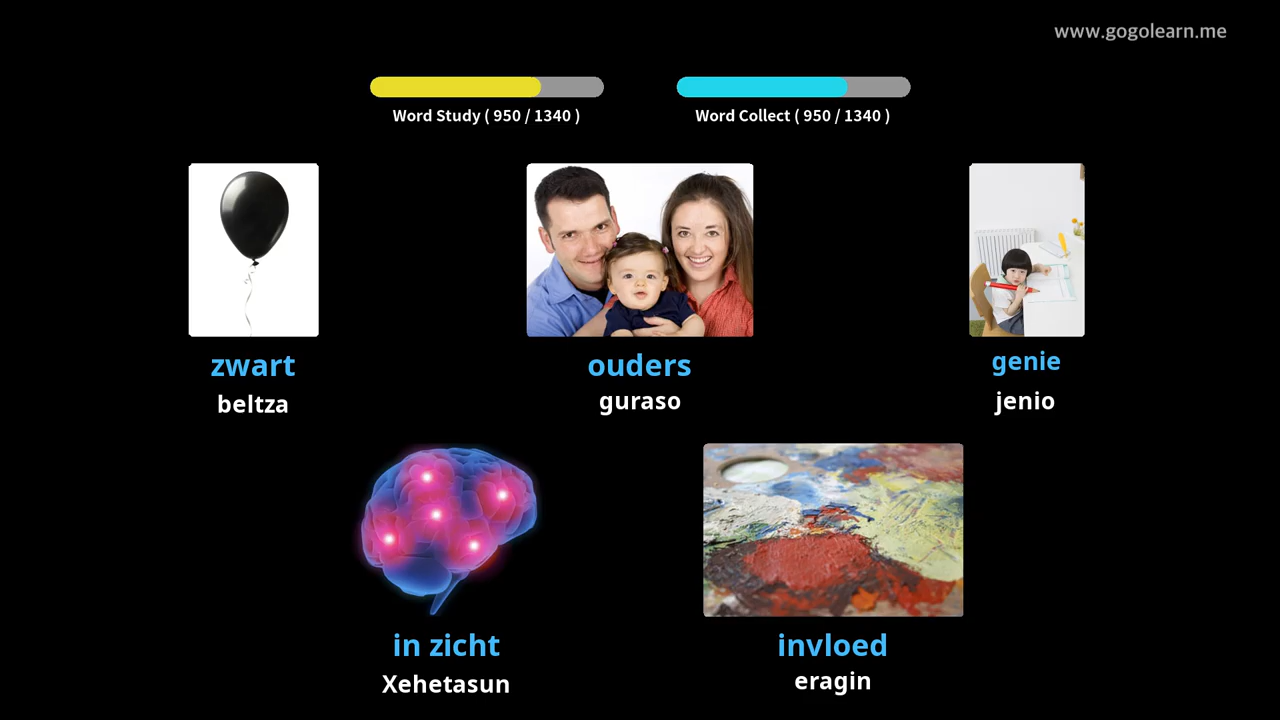 www.gogolearn.me
Word Study ( 950 / 1340 )
Word Collect ( 950 / 1340 )
zwart
beltza
ouders
guraso
genie
jenio
in zicht
Xehetasun
invloed
eragin